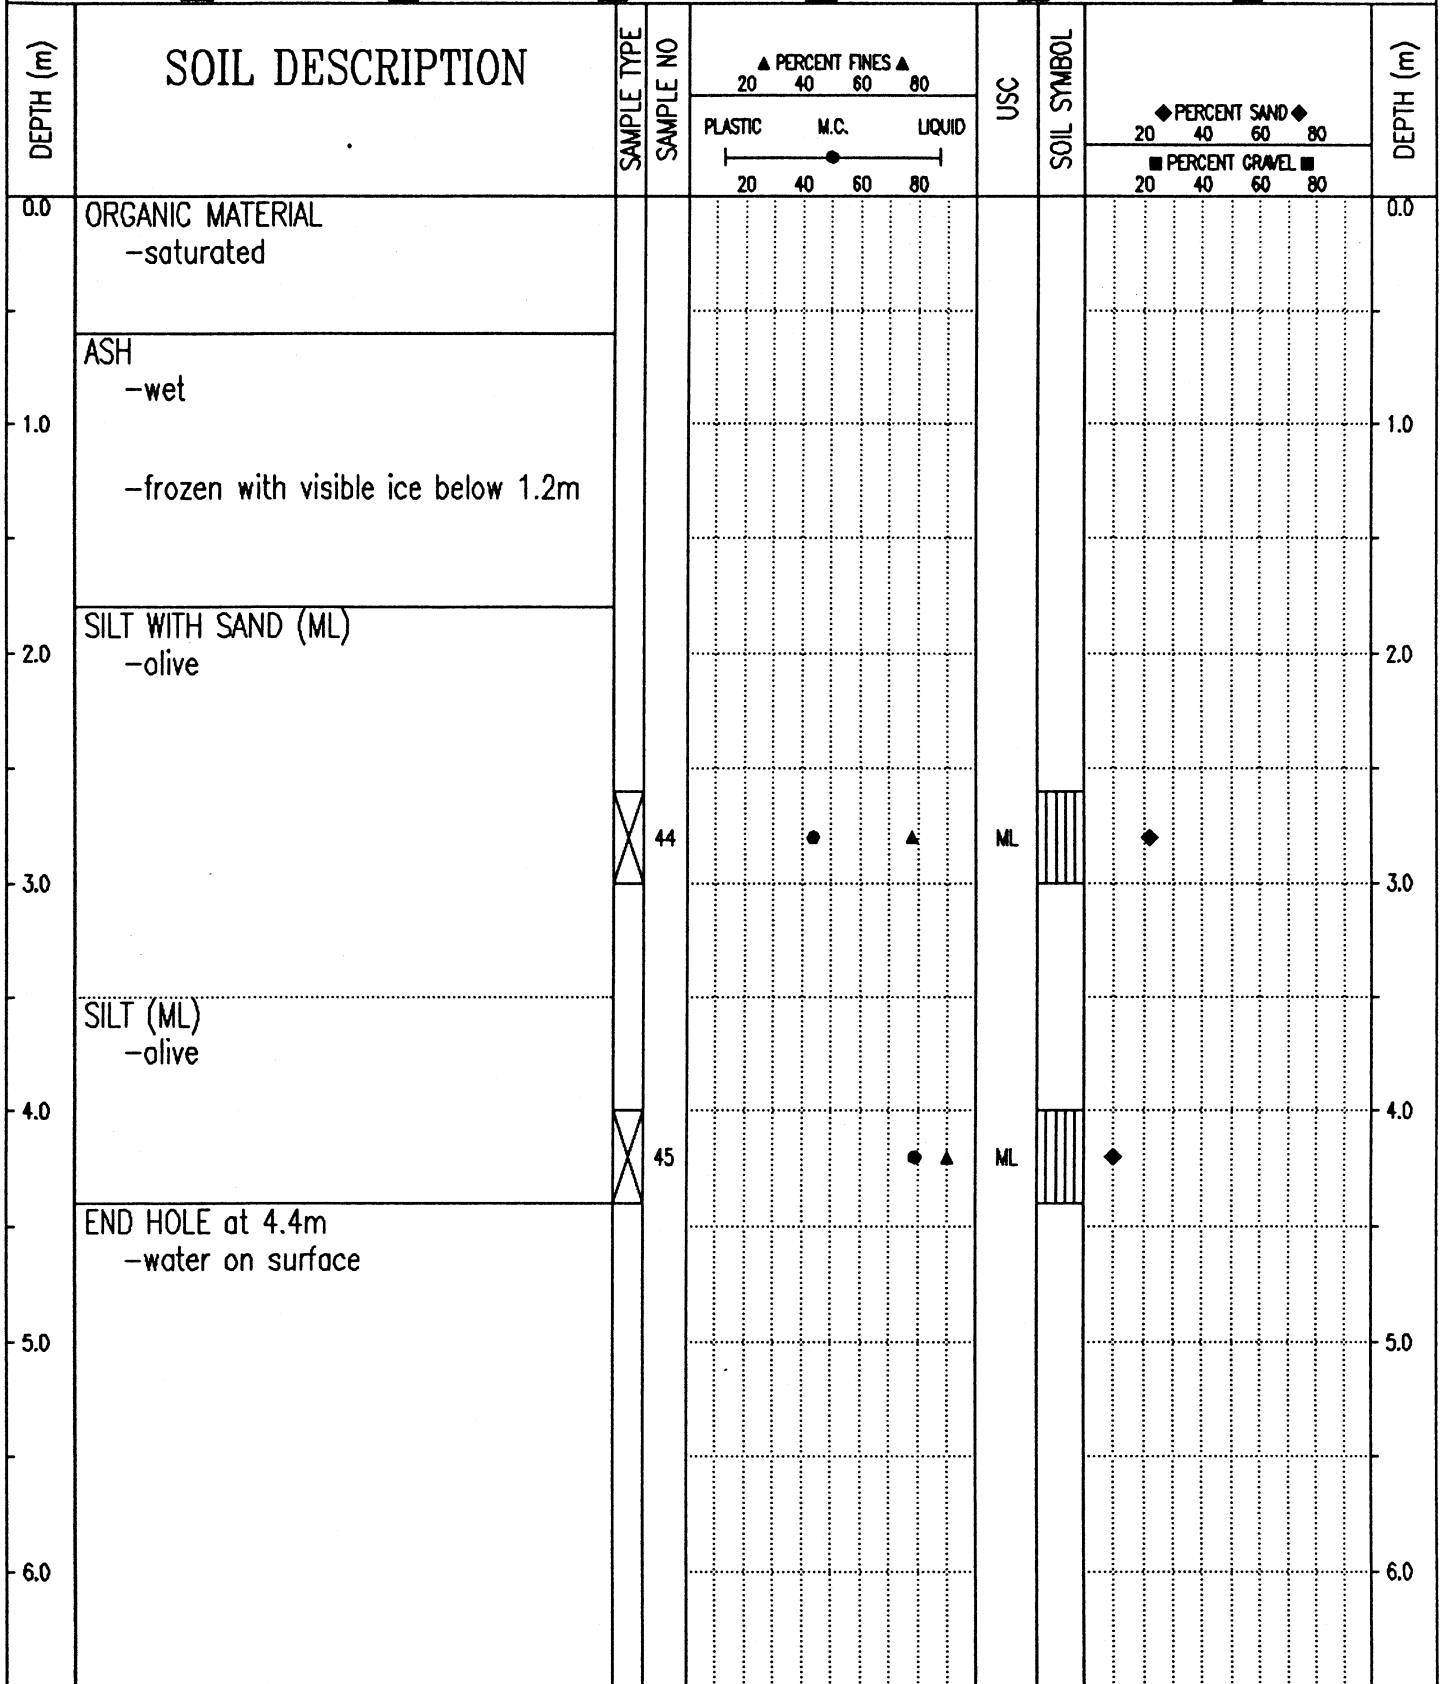 DEPTH (m)
SOIL DESCRIPTION
SAMPLE TYPE
SAMPLE NO
▲ PERCENT FINES ▲
20 40 60 80
PLASTIC M.C. LIQUID
20 40 60 80
USC
SOIL SYMBOL
◆ PERCENT SAND ◆
20 40 60 80
■ PERCENT GRAVEL ■
20 40 60 80
DEPTH (m)
0.0
ORGANIC MATERIAL
0.0
-saturated
ASH
-wet
1.0
1.0
-frozen with visible ice below 1.2m
SILT WITH SAND (ML)
2.0
-olive
2.0
44
ML
3.0
3.0
SILT (ML)
-olive
4.0
4.0
45
ML
END HOLE at 4.4m
-water on surface
5.0
5.0
6.0
6.0